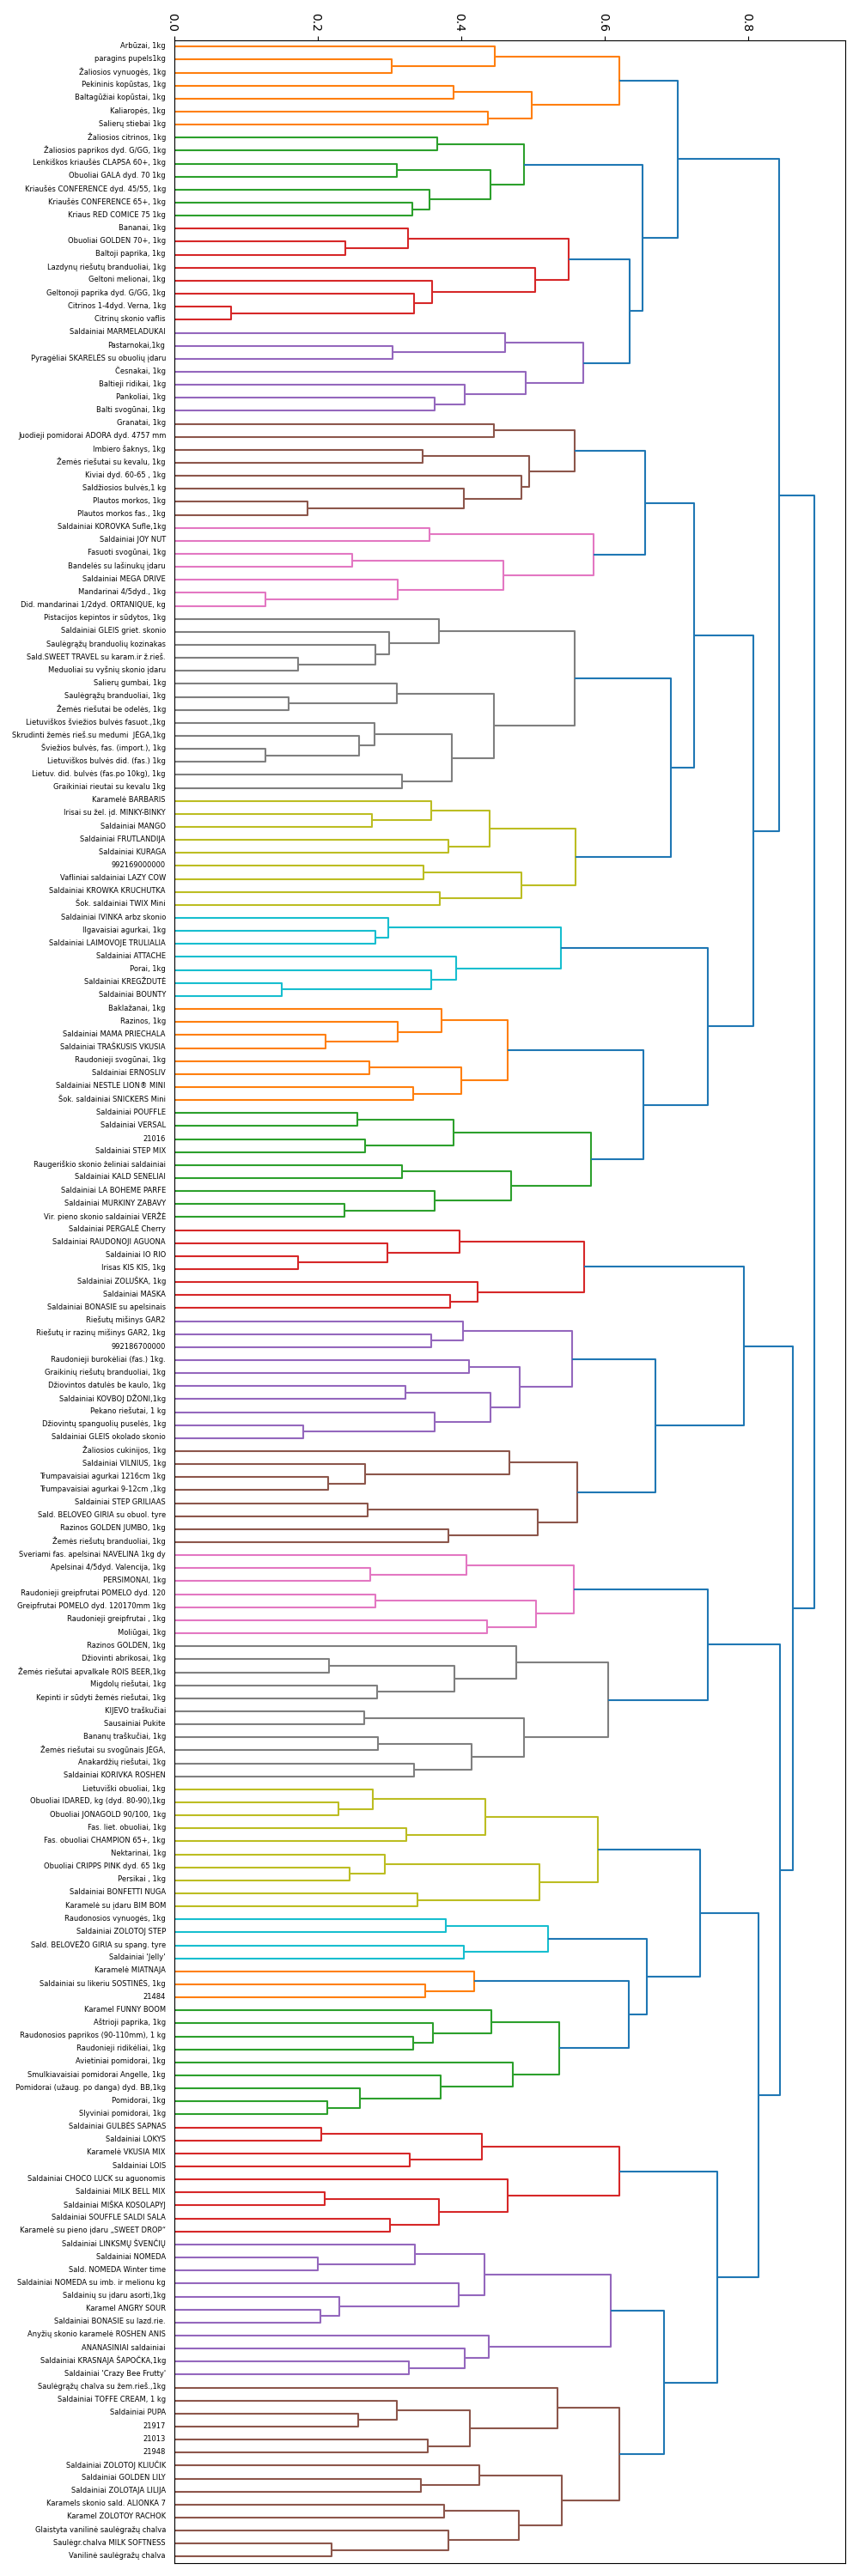 0.0 0.2 0.4 0.6 0.8
Arbūzai, 1kg
paragins pupels1kg
Žaliosios vynuogės, 1kg
Pekininis kopūstas, 1kg
Baltagūžiai kopūstai, 1kg
Kaliaropės, 1kg
Salierų stiebai 1kg
Žaliosios citrinos, 1kg
Žaliosios paprikos dyd. G/GG, 1kg
Lenkiškos kriaušės CLAPSA 60+, 1kg
Obuoliai GALA dyd. 70 1kg
Kriaušės CONFERENCE dyd. 45/55, 1kg
Kriaušės CONFERENCE 65+, 1kg
Kriaus RED COMICE 75 1kg
Bananai, 1kg
Obuoliai GOLDEN 70+, 1kg
Baltoji paprika, 1kg
Lazdynų riešutų branduoliai, 1kg
Geltoni melionai, 1kg
Geltonoji paprika dyd. G/GG, 1kg
Citrinos 1-4dyd. Verna, 1kg
Citrinų skonio vaflis
Saldainiai MARMELADUKAI
Pastarnokai,1kg
Pyragėliai SKARELĖS su obuolių įdaru
Česnakai, 1kg
Baltieji ridikai, 1kg
Pankoliai, 1kg
Balti svogūnai, 1kg
Granatai, 1kg
Juodieji pomidorai ADORA dyd. 4757 mm
Imbiero šaknys, 1kg
Žemės riešutai su kevalu, 1kg
Kiviai dyd. 60-65 , 1kg
Saldžiosios bulvės,1 kg
Plautos morkos, 1kg
Plautos morkos fas., 1kg
Saldainiai KOROVKA Sufle,1kg
Saldainiai JOY NUT
Fasuoti svogūnai, 1kg
Bandelės su lašinukų įdaru
Saldainiai MEGA DRIVE
Mandarinai 4/5dyd., 1kg
Did. mandarinai 1/2dyd. ORTANIQUE, kg
Pistacijos kepintos ir sūdytos, 1kg
Saldainiai GLEIS griet. skonio
Saulėgrąžų branduolių kozinakas
Sald.SWEET TRAVEL su karam.ir ž.rieš.
Meduoliai su vyšnių skonio įdaru
Salierų gumbai, 1kg
Saulėgrąžų branduoliai, 1kg
Žemės riešutai be odelės, 1kg
Lietuviškos šviežios bulvės fasuot.,1kg
Skrudinti žemės rieš.su medumi  JĖGA,1kg
Šviežios bulvės, fas. (import.), 1kg
Lietuviškos bulvės did. (fas.) 1kg
Lietuv. did. bulvės (fas.po 10kg), 1kg
Graikiniai rieutai su kevalu 1kg
Karamelė BARBARIS
Irisai su žel. įd. MINKY-BINKY
Saldainiai MANGO
Saldainiai FRUTLANDIJA
Saldainiai KURAGA
992169000000
Vafliniai saldainiai LAZY COW
Saldainiai KROWKA KRUCHUTKA
Šok. saldainiai TWIX Mini
Saldainiai IVINKA arbz skonio
Ilgavaisiai agurkai, 1kg
Saldainiai LAIMOVOJE TRULIALIA
Saldainiai ATTACHE
Porai, 1kg
Saldainiai KREGŽDUTĖ
Saldainiai BOUNTY
Baklažanai, 1kg
Razinos, 1kg
Saldainiai MAMA PRIECHALA
Saldainiai TRAŠKUSIS VKUSIA
Raudonieji svogūnai, 1kg
Saldainiai ERNOSLIV
Saldainiai NESTLE LION® MINI
Šok. saldainiai SNICKERS Mini
Saldainiai POUFFLE
Saldainiai VERSAL
21016
Saldainiai STEP MIX
Raugeriškio skonio želiniai saldainiai
Saldainiai KALD SENELIAI
Saldainiai LA BOHEME PARFE
Saldainiai MURKINY ZABAVY
Vir. pieno skonio saldainiai VERŽĖ
Saldainiai PERGALĖ Cherry
Saldainiai RAUDONOJI AGUONA
Saldainiai IO RIO
Irisas KIS KIS, 1kg
Saldainiai ZOLUŠKA, 1kg
Saldainiai MASKA
Saldainiai BONASIE su apelsinais
Riešutų mišinys GAR2
Riešutų ir razinų mišinys GAR2, 1kg
992186700000
Raudonieji burokėliai (fas.) 1kg.
Graikinių riešutų branduoliai, 1kg
Džiovintos datulės be kaulo, 1kg
Saldainiai KOVBOJ DŽONI,1kg
Pekano riešutai, 1 kg
Džiovintų spanguolių puselės, 1kg
Saldainiai GLEIS okolado skonio
Žaliosios cukinijos, 1kg
Saldainiai VILNIUS, 1kg
Trumpavaisiai agurkai 1216cm 1kg
Trumpavaisiai agurkai 9-12cm ,1kg
Saldainiai STEP GRILIAAS
Sald. BELOVEO GIRIA su obuol. tyre
Razinos GOLDEN JUMBO, 1kg
Žemės riešutų branduoliai, 1kg
Sveriami fas. apelsinai NAVELINA 1kg dy
Apelsinai 4/5dyd. Valencija, 1kg
PERSIMONAI, 1kg
Raudonieji greipfrutai POMELO dyd. 120
Greipfrutai POMELO dyd. 120170mm 1kg
Raudonieji greipfrutai , 1kg
Moliūgai, 1kg
Razinos GOLDEN, 1kg
Džiovinti abrikosai, 1kg
Žemės riešutai apvalkale ROIS BEER,1kg
Migdolų riešutai, 1kg
Kepinti ir sūdyti žemės riešutai, 1kg
KIJEVO traškučiai
Sausainiai Pukite
Bananų traškučiai, 1kg
Žemės riešutai su svogūnais JĖGA,
Anakardžių riešutai, 1kg
Saldainiai KORIVKA ROSHEN
Lietuviški obuoliai, 1kg
Obuoliai IDARED, kg (dyd. 80-90),1kg
Obuoliai JONAGOLD 90/100, 1kg
Fas. liet. obuoliai, 1kg
Fas. obuoliai CHAMPION 65+, 1kg
Nektarinai, 1kg
Obuoliai CRIPPS PINK dyd. 65 1kg
Persikai , 1kg
Saldainiai BONFETTI NUGA
Karamelė su įdaru BIM BOM
Raudonosios vynuogės, 1kg
Saldainiai ZOLOTOJ STEP
Sald. BELOVEŽO GIRIA su spang. tyre
Saldainiai 'Jelly'
Karamelė MIATNAJA
Saldainiai su likeriu SOSTINĖS, 1kg
21484
Karamel FUNNY BOOM
Aštrioji paprika, 1kg
Raudonosios paprikos (90-110mm), 1 kg
Raudonieji ridikėliai, 1kg
Avietiniai pomidorai, 1kg
Smulkiavaisiai pomidorai Angelle, 1kg
Pomidorai (užaug. po danga) dyd. BB,1kg
Pomidorai, 1kg
Slyviniai pomidorai, 1kg
Saldainiai GULBĖS SAPNAS
Saldainiai LOKYS
Karamelė VKUSIA MIX
Saldainiai LOIS
Saldainiai CHOCO LUCK su aguonomis
Saldainiai MILK BELL MIX
Saldainiai MIŠKA KOSOLAPYJ
Saldainiai SOUFFLE SALDI SALA
Karamelė su pieno įdaru „SWEET DROP“
Saldainiai LINKSMŲ ŠVENČIŲ
Saldainiai NOMEDA
Sald. NOMEDA Winter time
Saldainiai NOMEDA su imb. ir melionu kg
Saldainių su įdaru asorti,1kg
Karamel ANGRY SOUR
Saldainiai BONASIE su lazd.rie.
Anyžių skonio karamelė ROSHEN ANIS
ANANASINIAI saldainiai
Saldainiai KRASNAJA ŠAPOČKA,1kg
Saldainiai 'Crazy Bee Frutty'
Saulėgrąžų chalva su žem.rieš.,1kg
Saldainiai TOFFE CREAM, 1 kg
Saldainiai PUPA
21917
21013
21948
Saldainiai ZOLOTOJ KLIUČIK
Saldainiai GOLDEN LILY
Saldainiai ZOLOTAJA LILIJA
Karamels skonio sald. ALIONKA 7
Karamel ZOLOTOY RACHOK
Glaistyta vanilinė saulėgražų chalva
Saulėgr.chalva MILK SOFTNESS
Vanilinė saulėgražų chalva